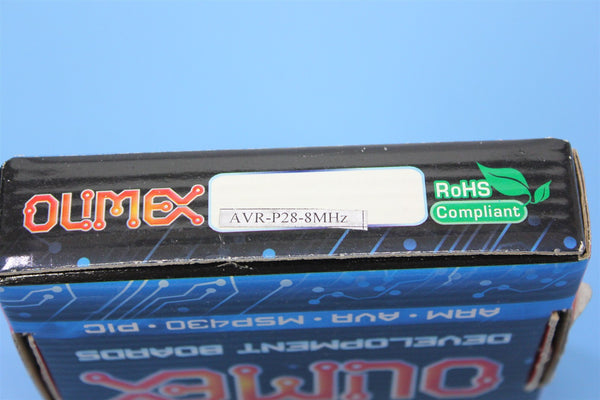 OLIMEX
AVR-P28-8MHz
RoHS
Compliant
ARM • AVR • MSP430 • PIC
DEVELOPMENT BOARDS
OLIMEX